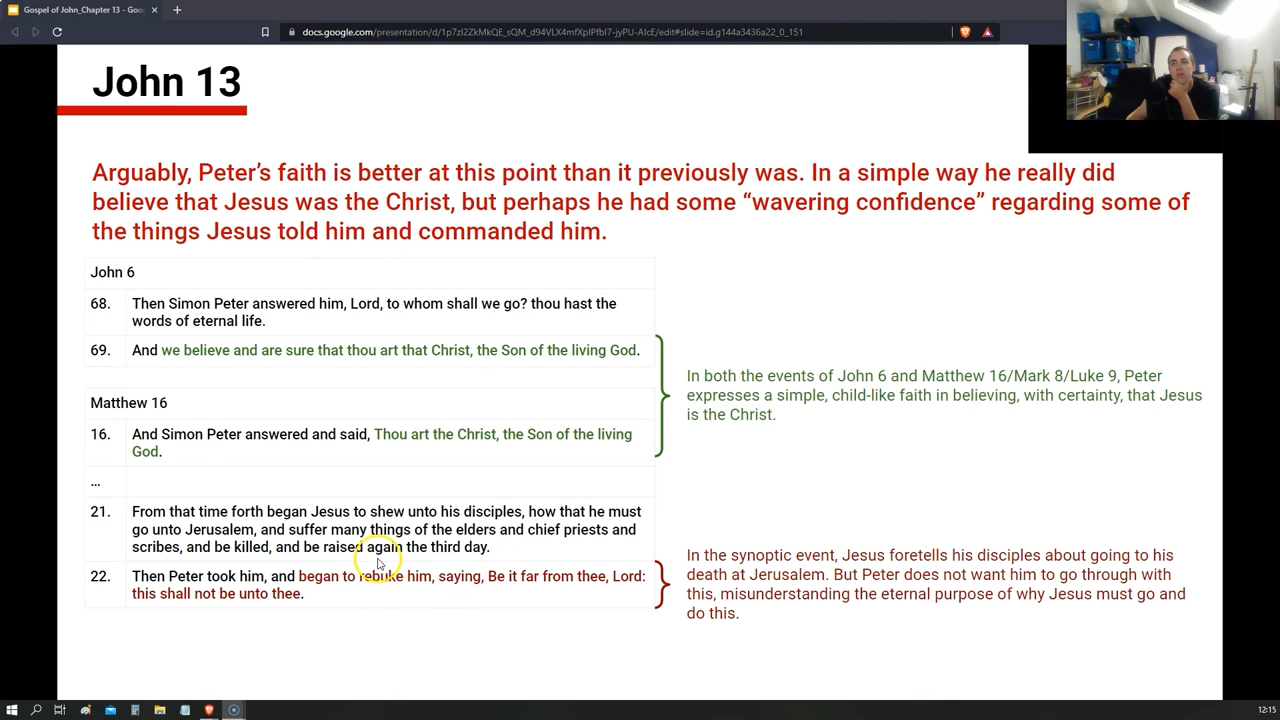 Gospel of John_Chapter 13 - Goo
docs.google.com/presentation/d/1p7zl2ZkMkQE_sQM_d94VLX4mfXpIPfbI7-jyPU-AIcE/edit#slide=id.g144a3436a22_0_151
John 13
Arguably, Peter’s faith is better at this point than it previously was. In a simple way he really did
believe that Jesus was the Christ, but perhaps he had some “wavering confidence” regarding some of
the things Jesus told him and commanded him.
John 6
68. Then Simon Peter answered him, Lord, to whom shall we go? thou hast the
words of eternal life.
69. And we believe and are sure that thou art that Christ, the Son of the living God.
Matthew 16
16. And Simon Peter answered and said, Thou art the Christ, the Son of the living
God.
...
21. From that time forth began Jesus to shew unto his disciples, how that he must
go unto Jerusalem, and suffer many things of the elders and chief priests and
scribes, and be killed, and be raised again the third day.
22. Then Peter took him, and began to rebuke him, saying, Be it far from thee, Lord:
this shall not be unto thee.
In both the events of John 6 and Matthew 16/Mark 8/Luke 9, Peter
expresses a simple, child-like faith in believing, with certainty, that Jesus
is the Christ.
In the synoptic event, Jesus foretells his disciples about going to his
death at Jerusalem. But Peter does not want him to go through with
this, misunderstanding the eternal purpose of why Jesus must go and
do this.
12:15